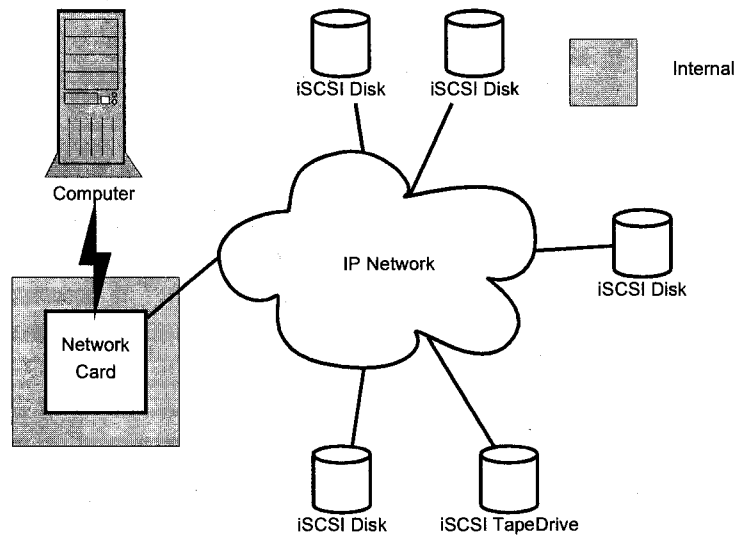 iSCSI Disk
iSCSI Disk
Internal
Computer
IP Network
iSCSI Disk
Network
Card
iSCSI Disk
iSCSI TapeDrive